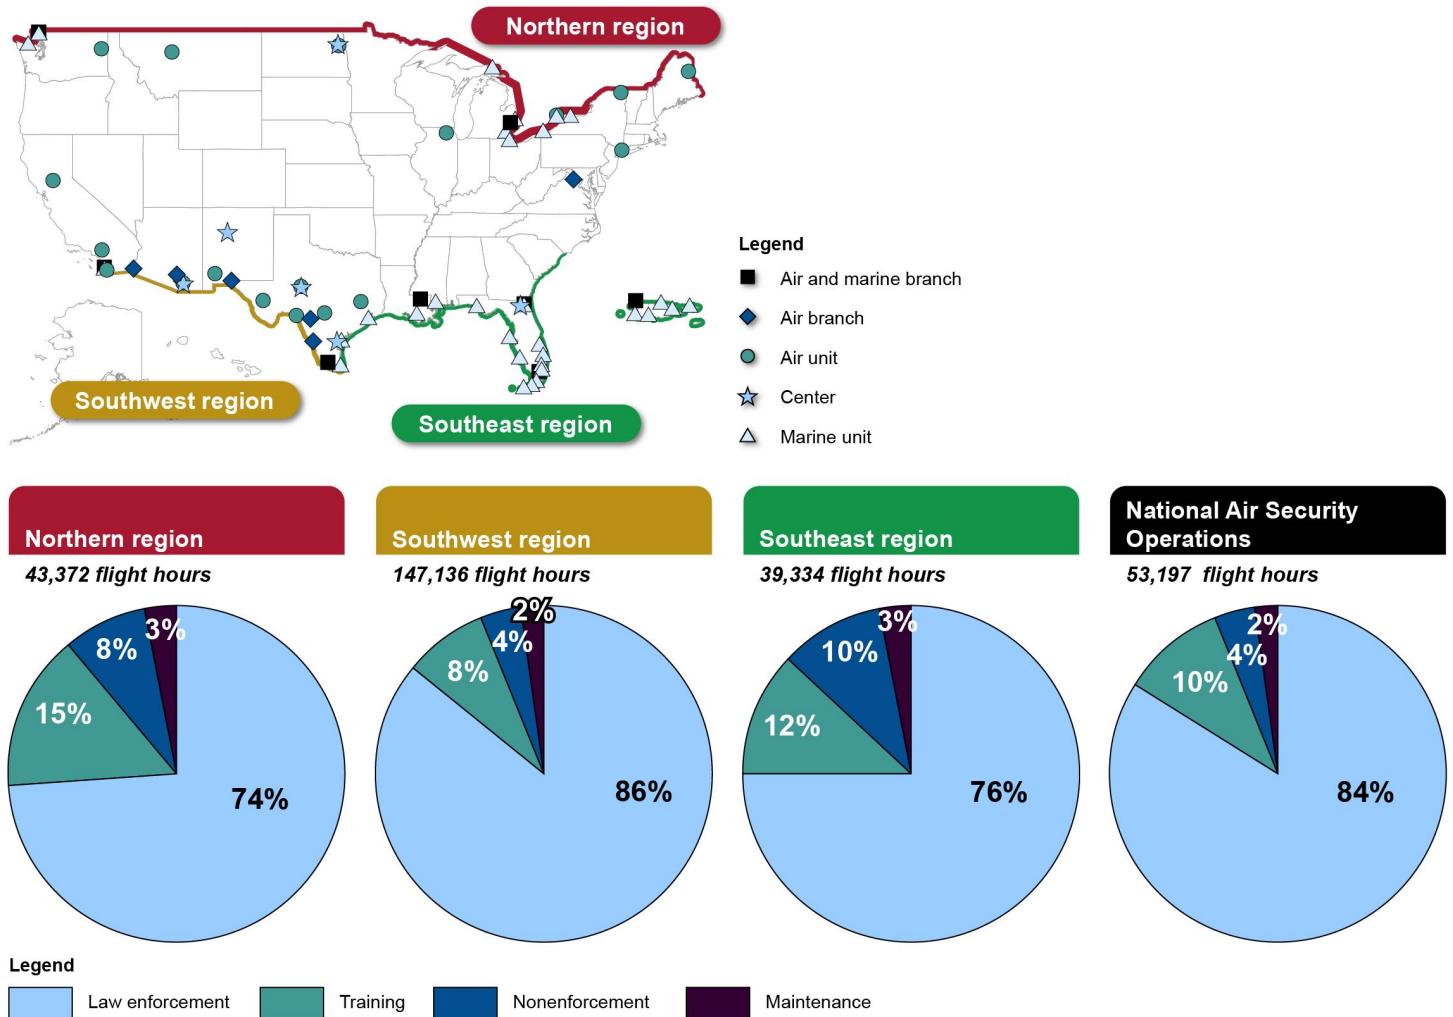 Northern region
Southwest region
Southeast region
Legend
Air and marine branch
Air branch
Air unit
Center
Marine unit
Northern region
43,372 flight hours
3%
8%
15%
74%
Southwest region
147,136 flight hours
2%
4%
8%
86%
Southeast region
39,334 flight hours
3%
10%
12%
76%
National Air Security
Operations
53,197 flight hours
2%
4%
10%
84%
Legend
Law enforcement
Training
Nonenforcement
Maintenance